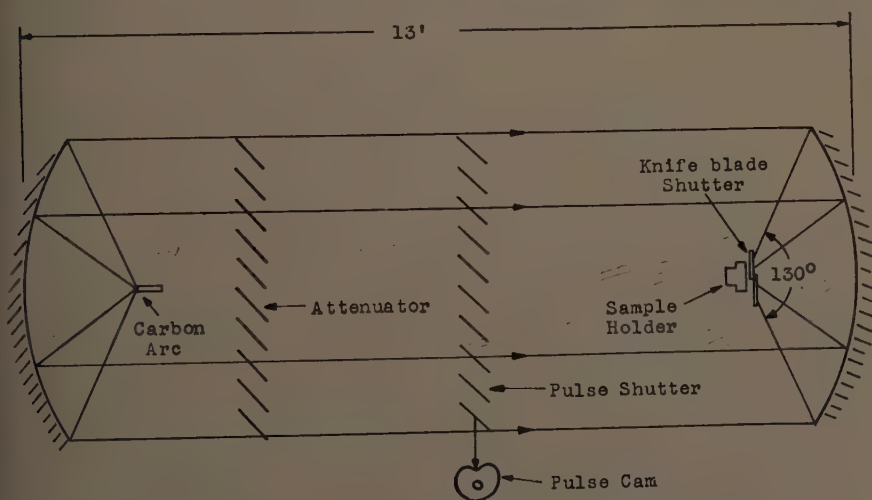 13'
Knife blade
Shutter
130°
Attenuator
Sample
Holder
Carbon
Arc
Pulse Shutter
Pulse Cam